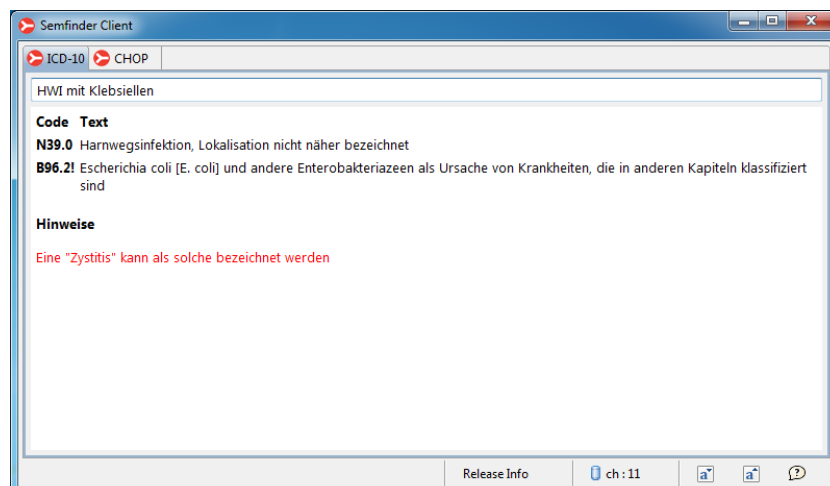 Semfinder Client
ICD-10 CHOP
HWI mit Klebsiellen
Code Text
N39.0 Harnwegsinfektion, Lokalisation nicht näher bezeichnet
B96.2! Escherichia coli [E. coli] und andere Enterobakteriazeen als Ursache von Krankheiten, die in anderen Kapiteln klassifiziert
sind
Hinweise
Eine "Zystitis" kann als solche bezeichnet werden
Release Info ch : 11 a a ?